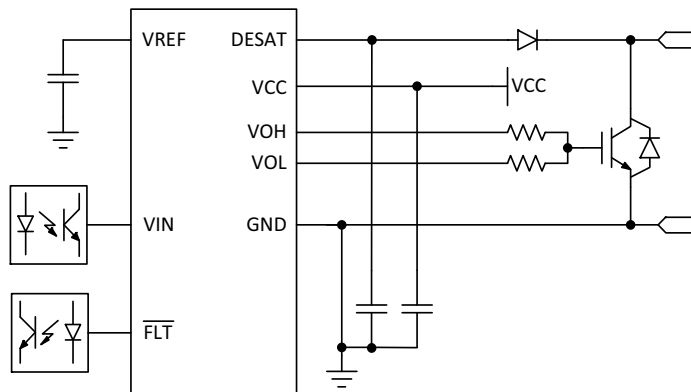 VREF
DESAT
VCC
VCC
VOH
VOL
VIN
GND
FLT